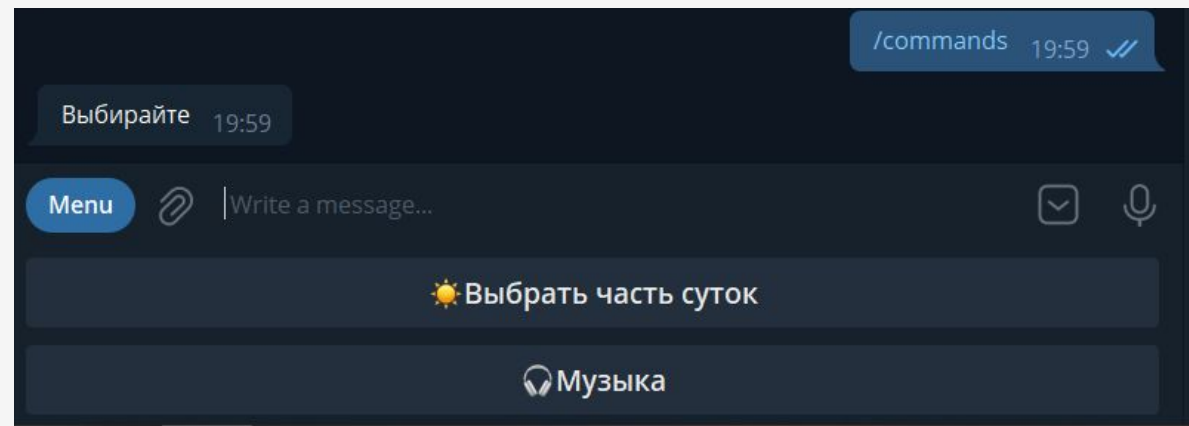 /commands 19:59
Выбирайте 19:59
Menu Write a message...
☀️Выбрать часть суток
🎧Музыка